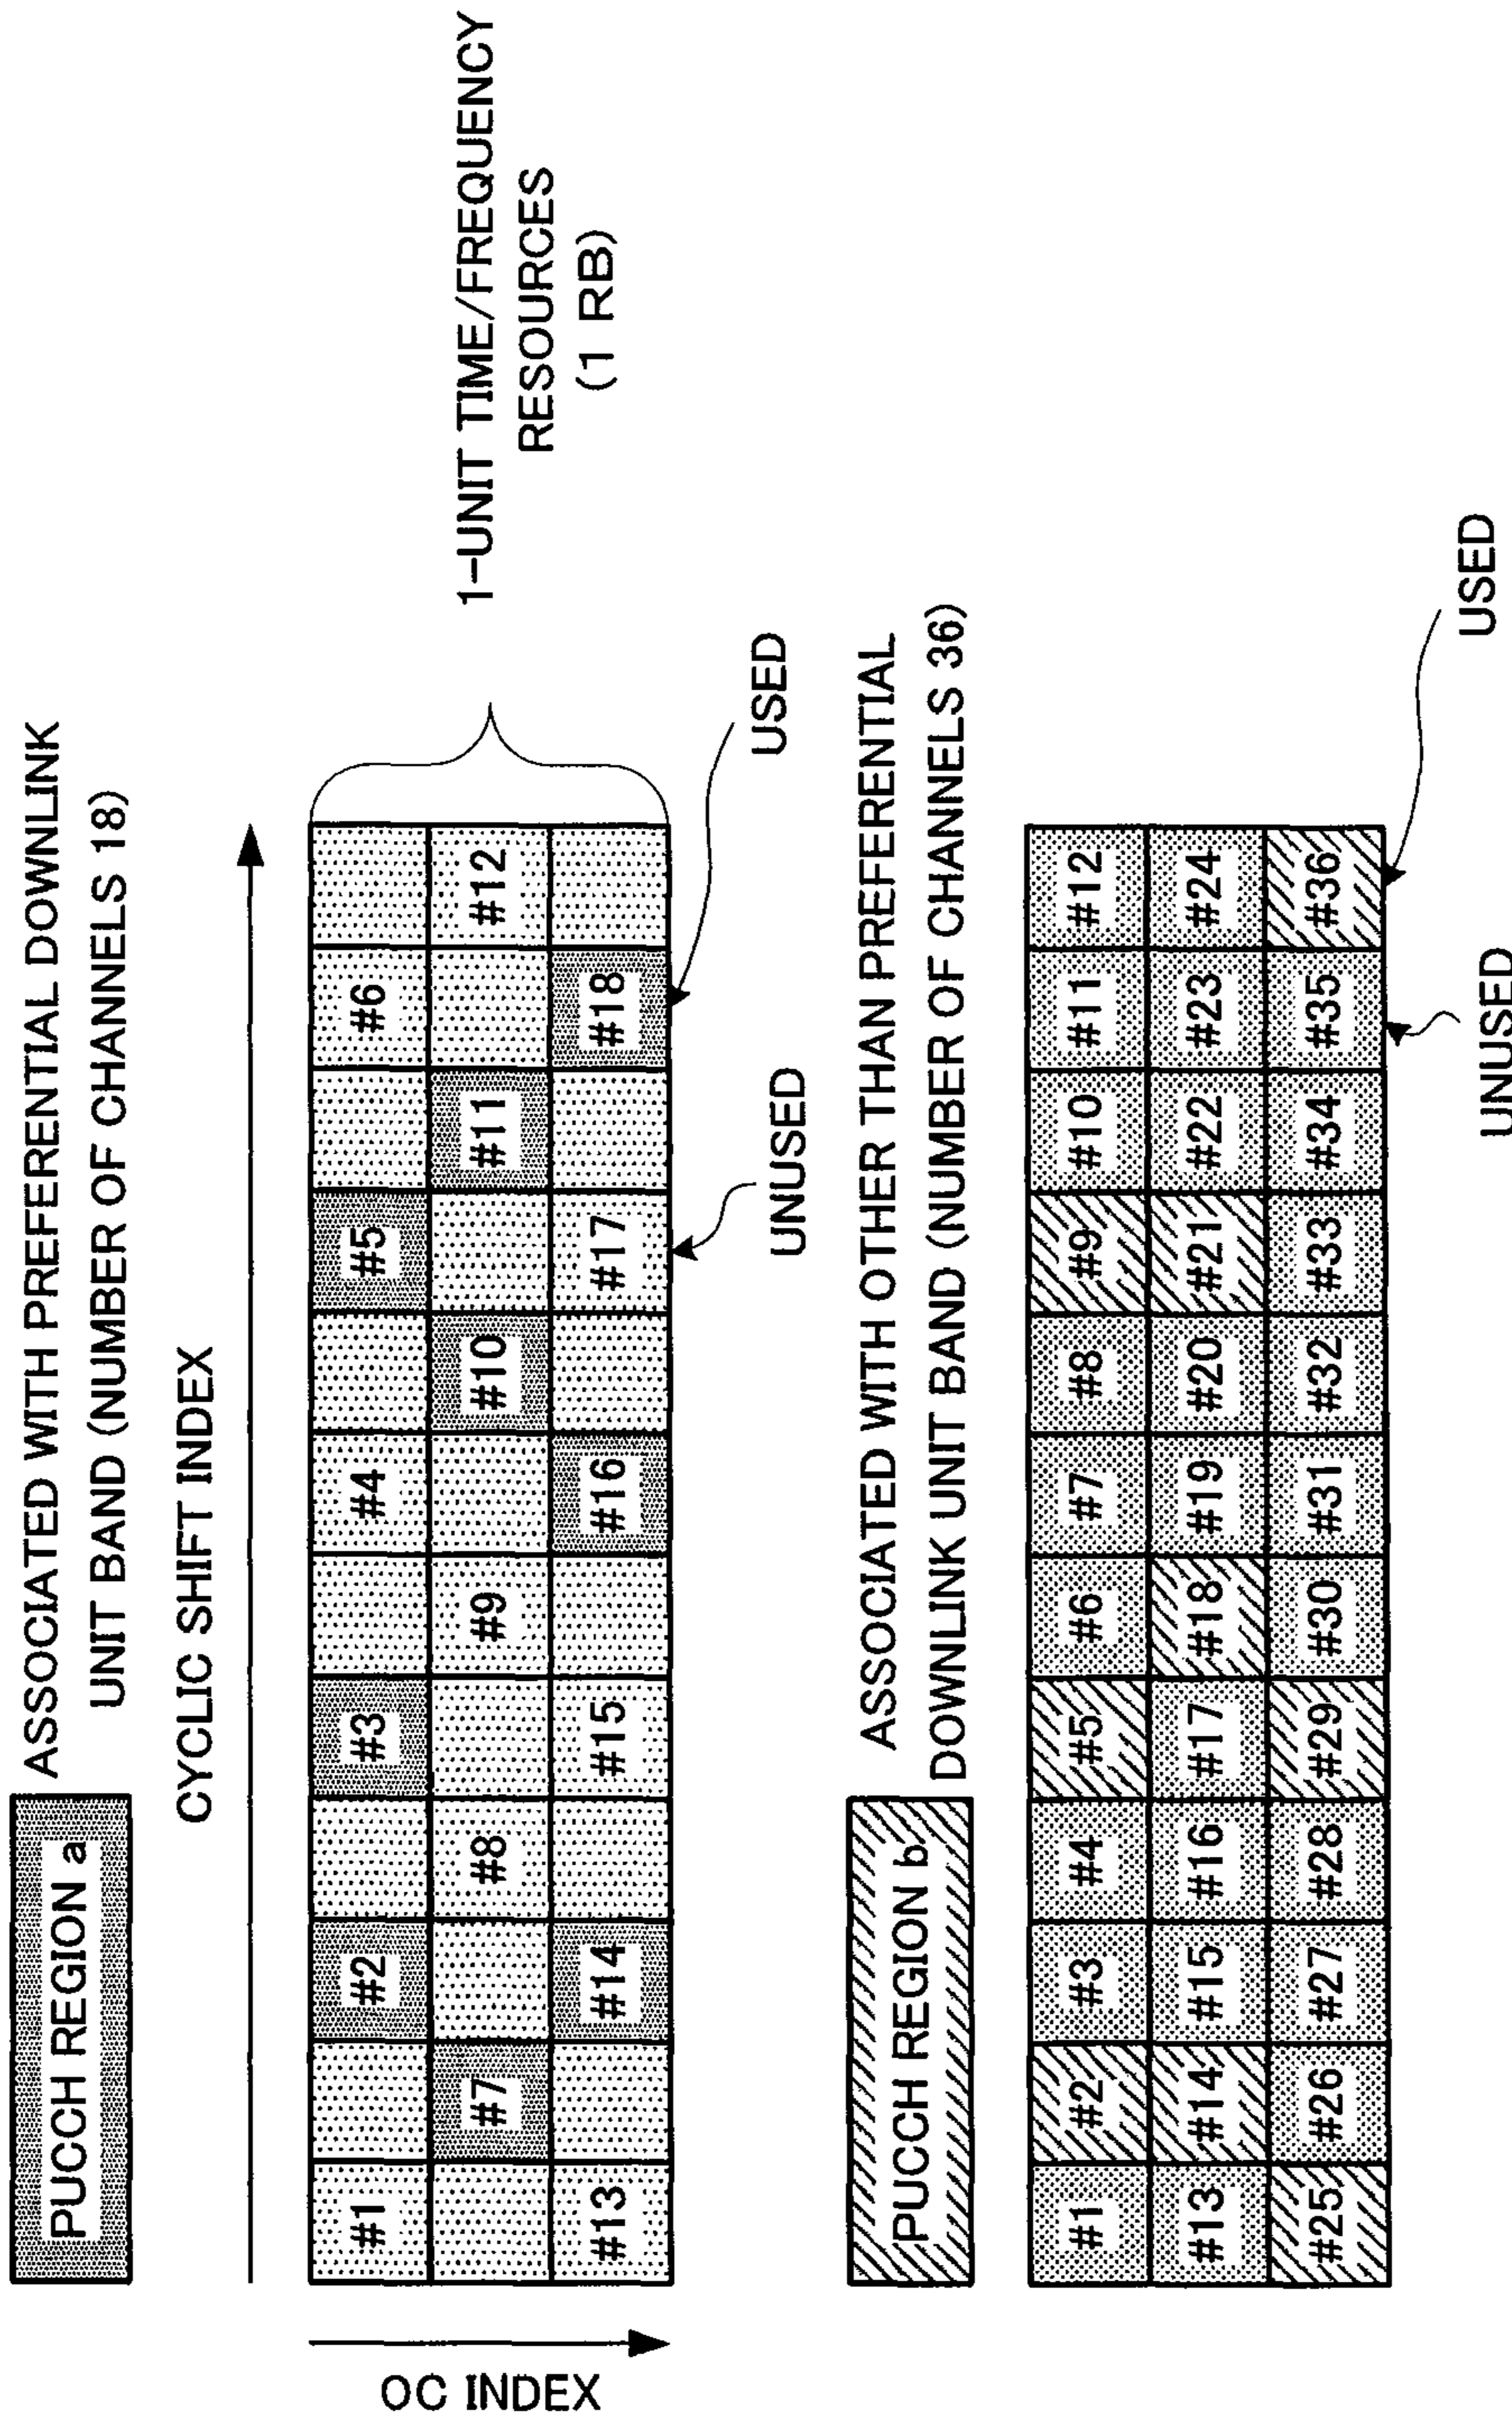 PUCCH REGION a
ASSOCIATED WITH PREFERENTIAL DOWNLINK
UNIT BAND (NUMBER OF CHANNELS 18)
CYCLIC SHIFT INDEX
OC INDEX
#1 #2 #3 #4 #5 #6
#7 #8 #9 #10 #11 #12
#13 #14 #15 #16 #17 #18
1-UNIT TIME/FREQUENCY
RESOURCES
(1 RB)
UNUSED
USED
PUCCH REGION b
ASSOCIATED WITH OTHER THAN PREFERENTIAL
DOWNLINK UNIT BAND (NUMBER OF CHANNELS 36)
#1 #2 #3 #4 #5 #6 #7 #8 #9 #10 #11 #12
#13 #14 #15 #16 #17 #18 #19 #20 #21 #22 #23 #24
#25 #26 #27 #28 #29 #30 #31 #32 #33 #34 #35 #36
UNUSED
USED